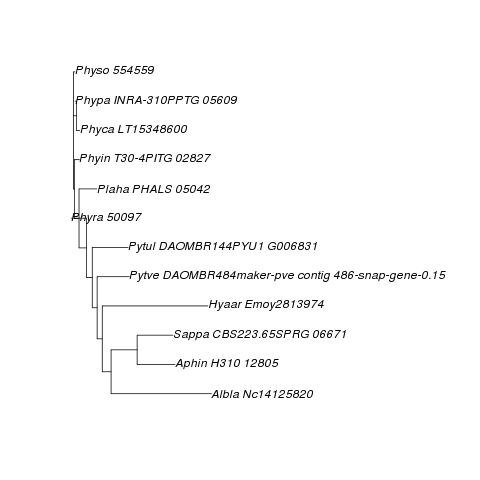 Physo 554559
Phypa INRA-310PPTG 05609
Phyca LT15348600
Phyin T30-4PITG 02827
Plaha PHALS 05042
Phyra 50097
Pytul DAOMBR144PYU1 G006831
Pytve DAOMBR484maker-pve contig 486-snap-gene-0.15
Hyaar Emoy2813974
Sappa CBS223.65SPRG 06671
Aphin H310 12805
Albla Nc14125820